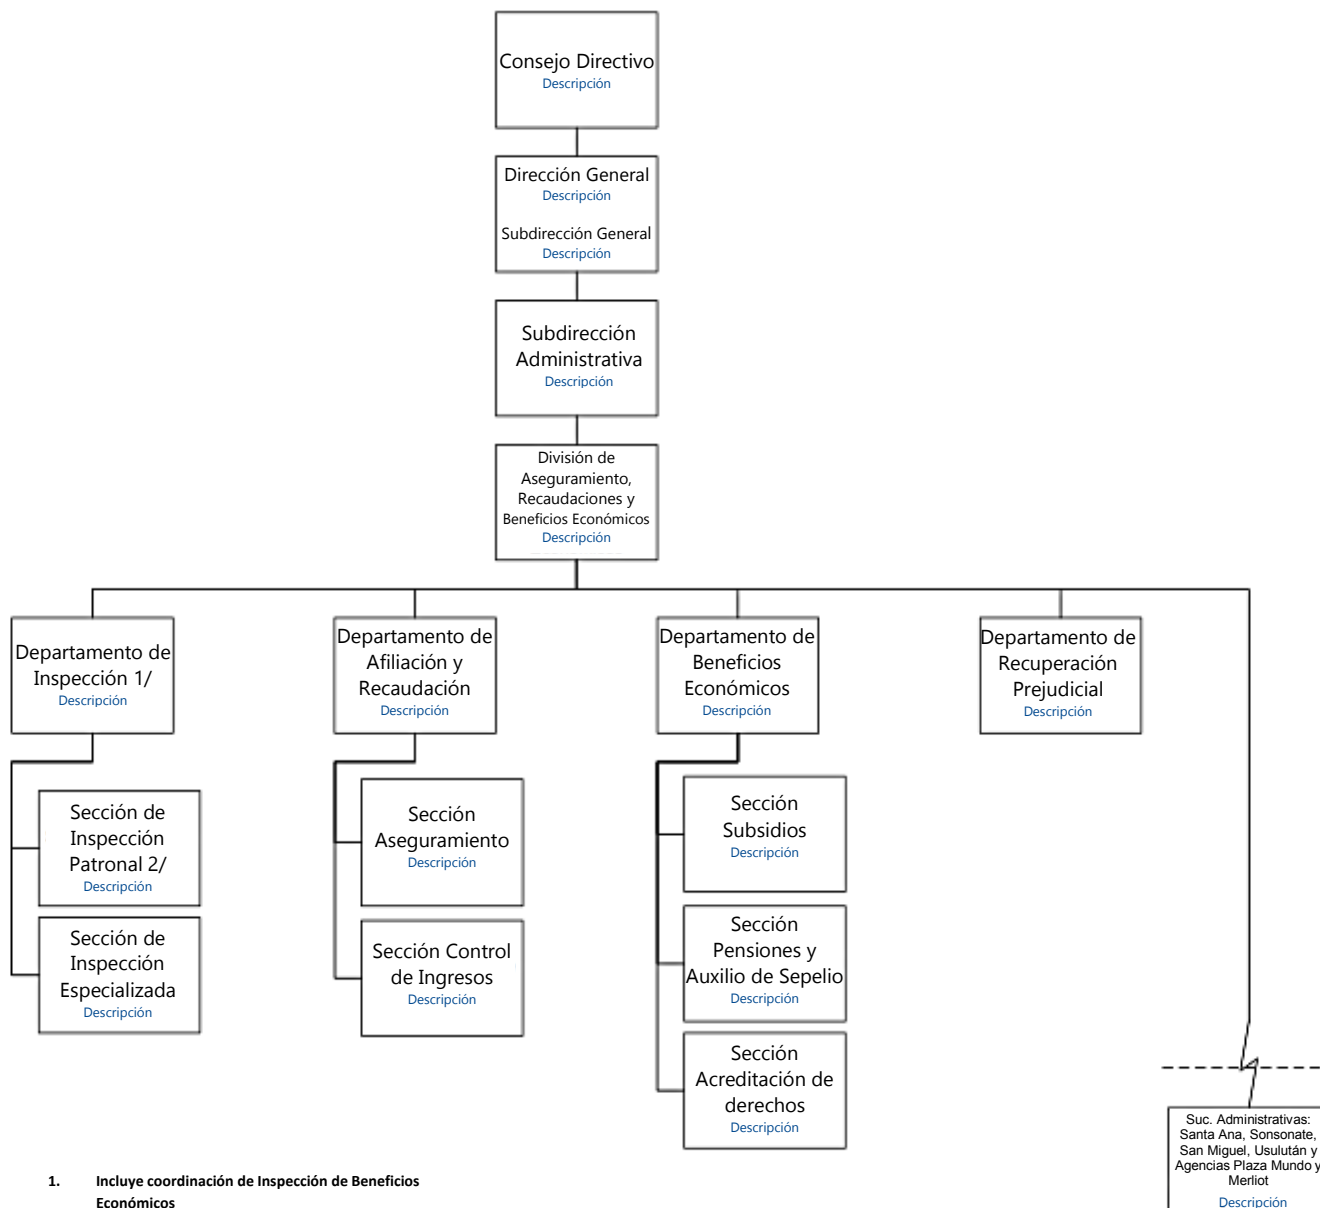 Consejo Directivo
Descripción
Dirección General
Descripción
Subdirección General
Descripción
Subdirección
Administrativa
Descripción
División de
Aseguramiento,
Recaudaciones y
Beneficios Económicos
Descripción
Departamento de
Inspección 1/
Descripción
Departamento de
Afiliación y
Recaudación
Descripción
Departamento de
Beneficios
Económicos
Descripción
Departamento de
Recuperación
Prejudicial
Descripción
Sección de
Inspección
Patronal 2/
Descripción
Sección de
Inspección
Especializada
Descripción
Sección
Aseguramiento
Descripción
Sección Control
de Ingresos
Descripción
Sección
Subsidios
Descripción
Sección
Pensiones y
Auxilio de Sepelio
Descripción
Sección
Acreditación de
derechos
Descripción
Suc. Administrativas:
Santa Ana, Sonsonate,
San Miguel, Usulután y
Agencias Plaza Mundo y
Merliot
Descripción
1. Incluye coordinación de Inspección de Beneficios
Económicos